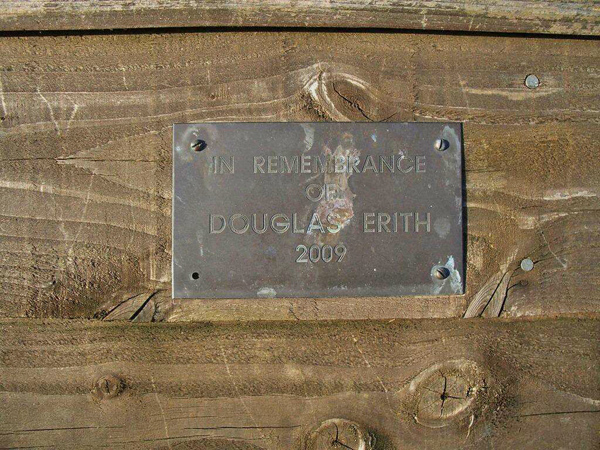 IN REMEMBRANCE
OF
DOUGLAS ERITH
2009